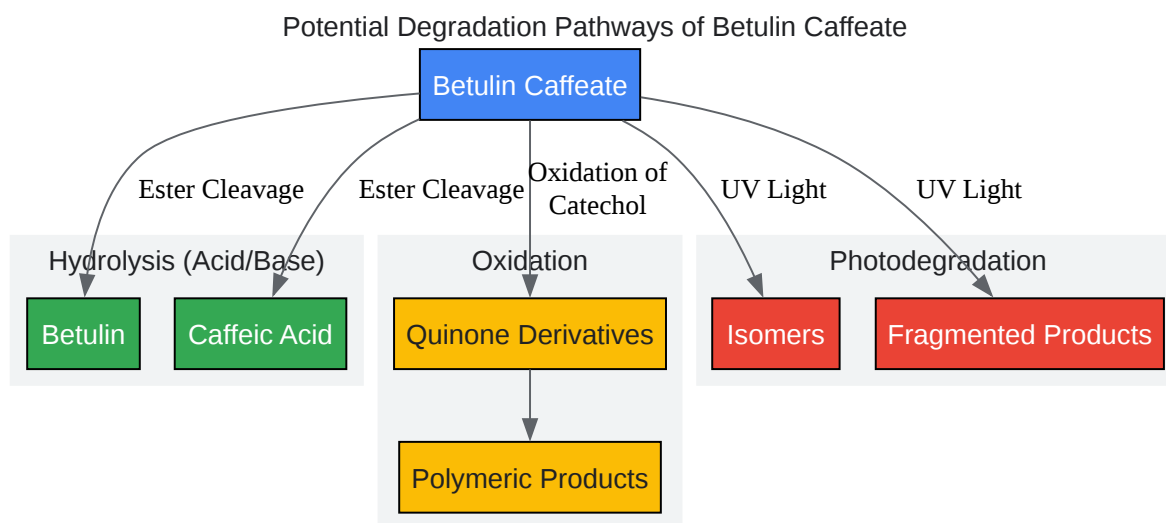 Potential Degradation Pathways of Betulin Caffeate
Betulin Caffeate
Ester Cleavage
Ester Cleavage
Oxidation of
Catechol
UV Light
UV Light
Hydrolysis (Acid/Base)
Oxidation
Photodegradation
Betulin
Caffeic Acid
Quinone Derivatives
Isomers
Fragmented Products
Polymeric Products